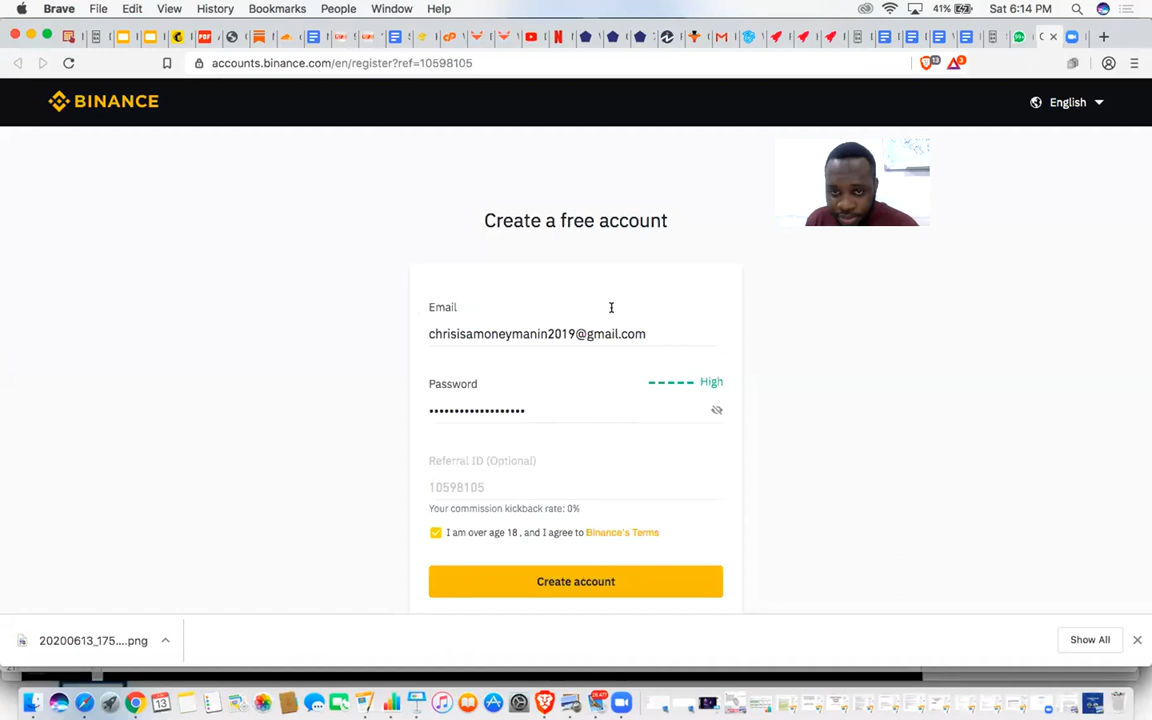 Brave File Edit View History Bookmarks People Window Help 41% Sat 6:14 PM
accounts.binance.com/en/register?ref=10598105
BINANCE
English
Create a free account
Email
chrisisamoneymanin2019@gmail.com
Password High
•••••••••••••••••••
Referral ID (Optional)
10598105
Your commission kickback rate: 0%
I am over age 18 , and I agree to Binance's Terms
Create account
20200613_175....png
Show All